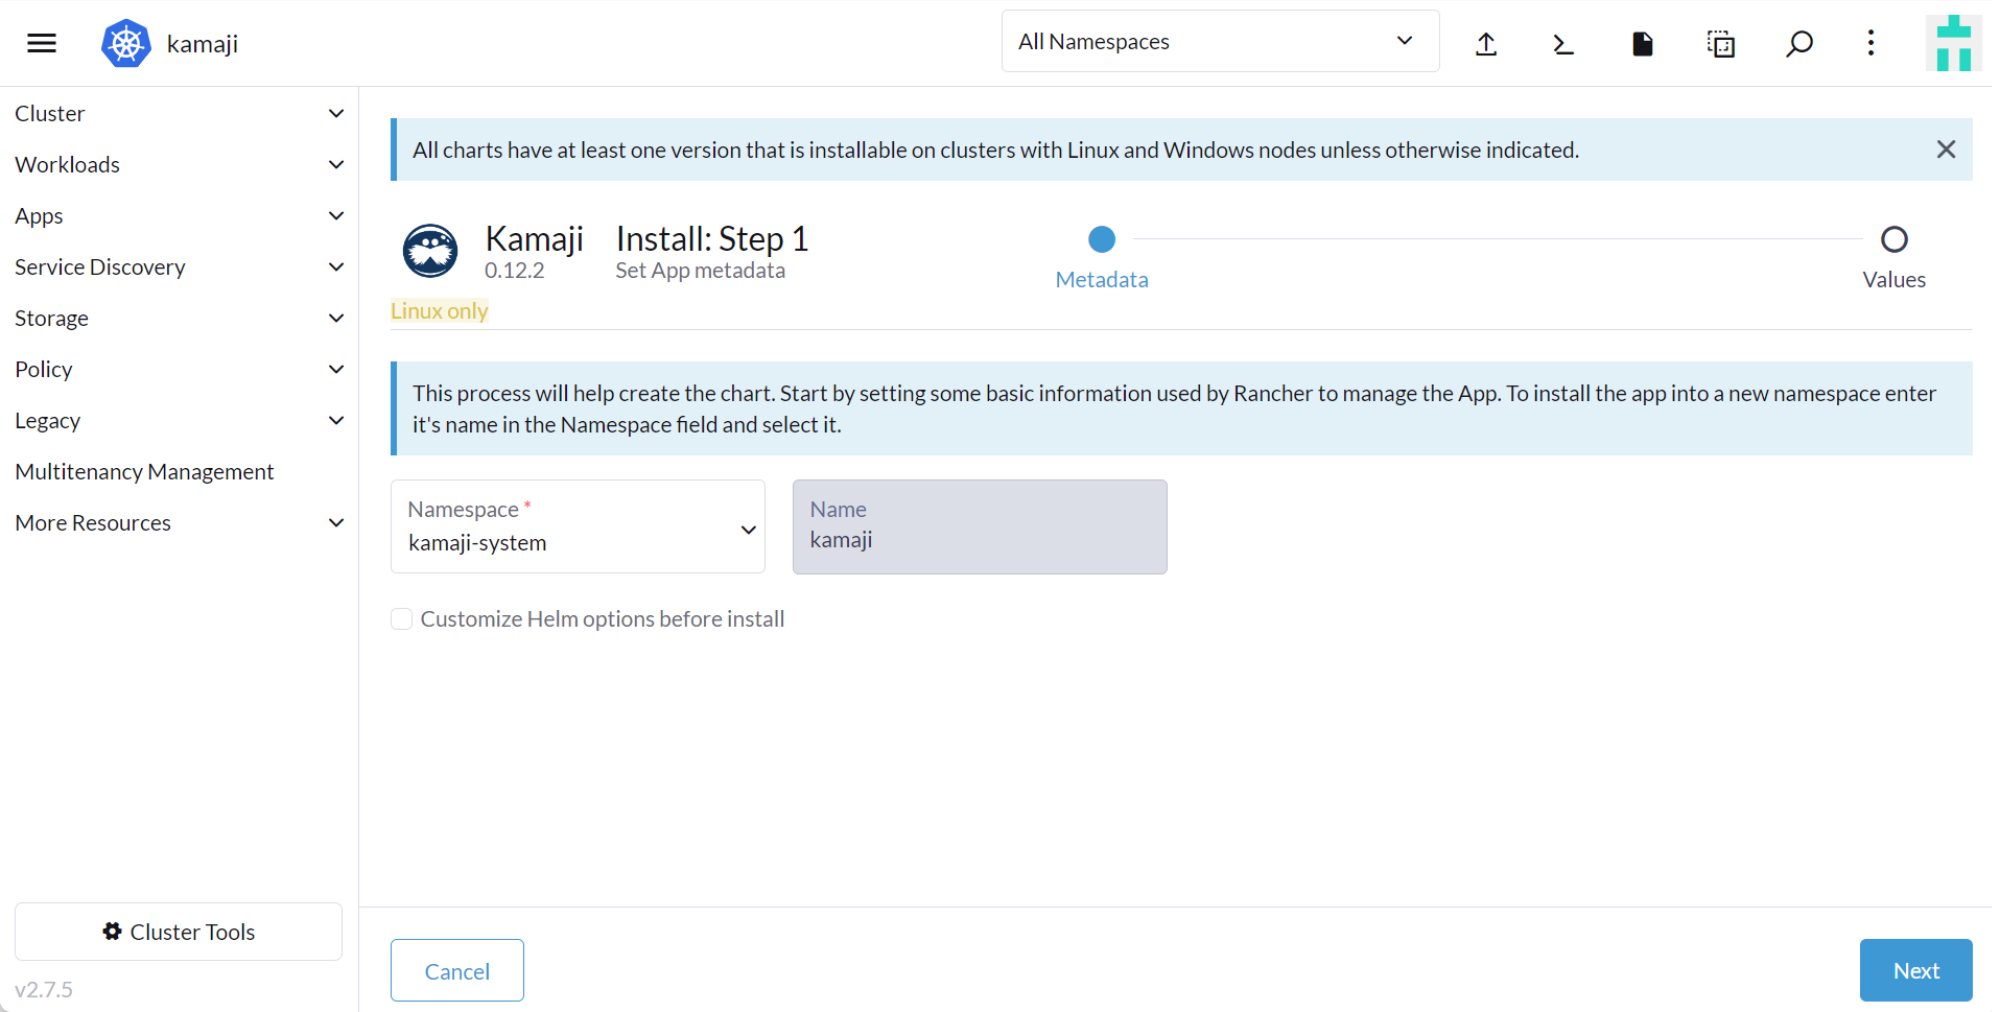 kamaji
All Namespaces
Cluster
Workloads
Apps
Service Discovery
Storage
Policy
Legacy
Multitenancy Management
More Resources
Cluster Tools
v2.7.5
All charts have at least one version that is installable on clusters with Linux and Windows nodes unless otherwise indicated.
Kamaji
0.12.2
Linux only
Install: Step 1
Set App metadata
Metadata
Values
This process will help create the chart. Start by setting some basic information used by Rancher to manage the App. To install the app into a new namespace enter
it's name in the Namespace field and select it.
Namespace *
kamaji-system
Name
kamaji
Customize Helm options before install
Cancel
Next